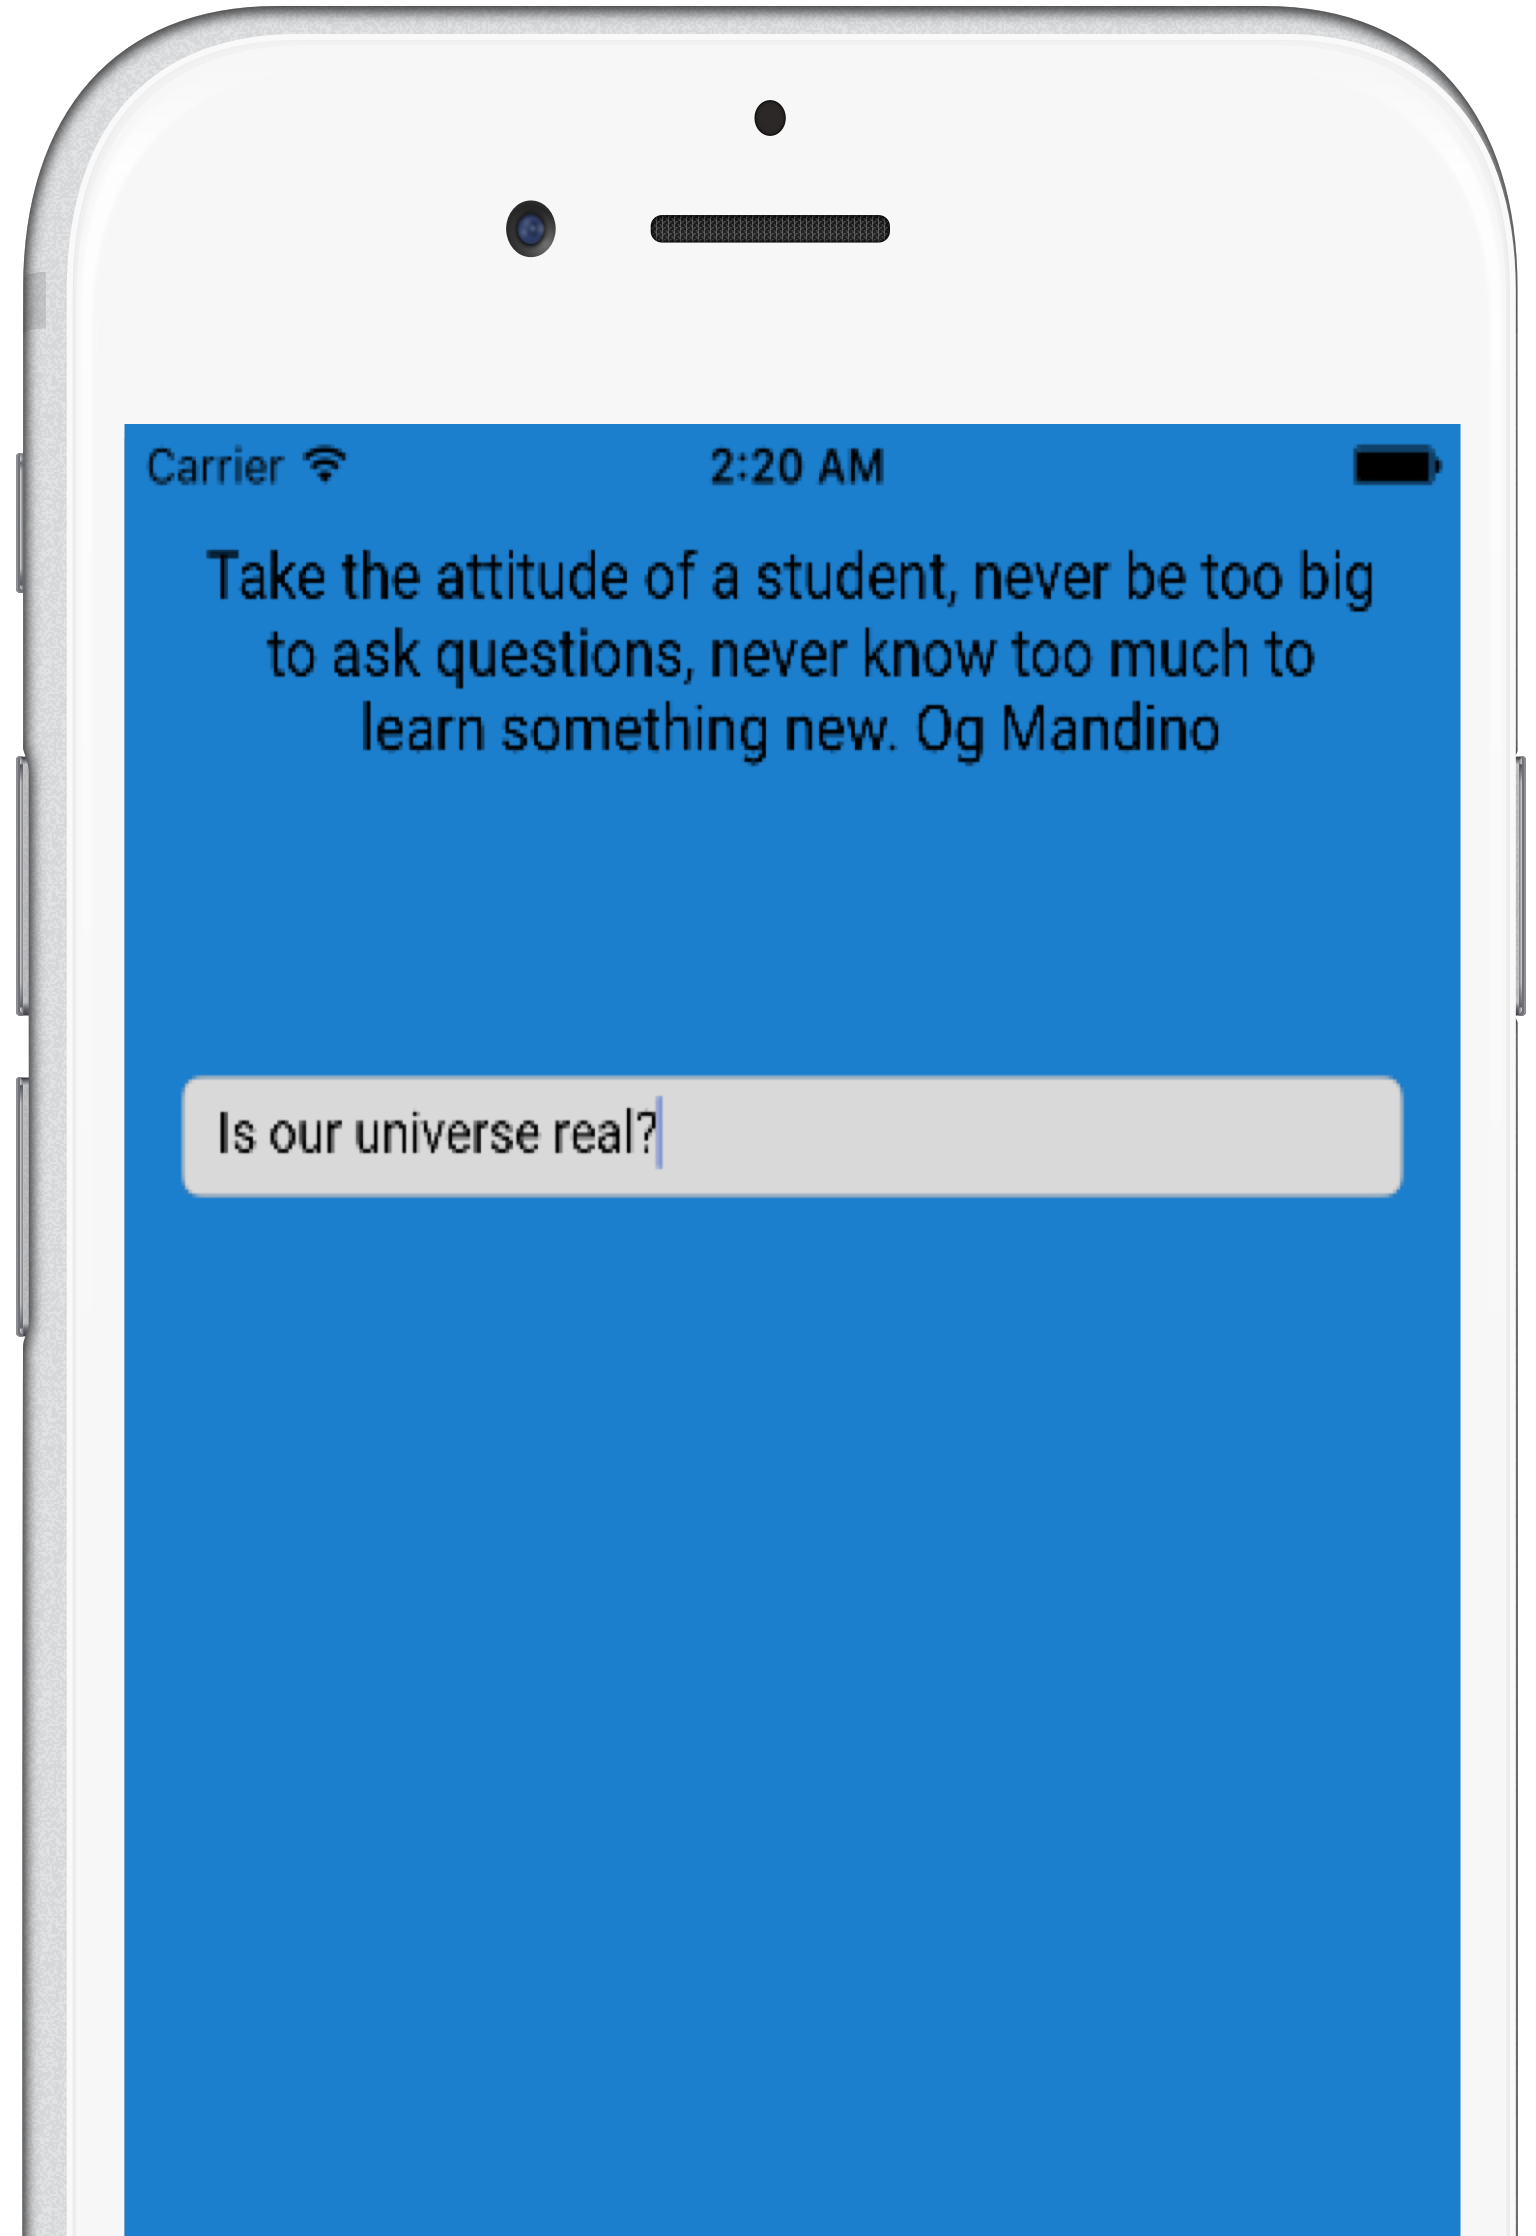 Carrier 2:20 AM
Take the attitude of a student, never be too big
to ask questions, never know too much to
learn something new. Og Mandino
Is our universe real?